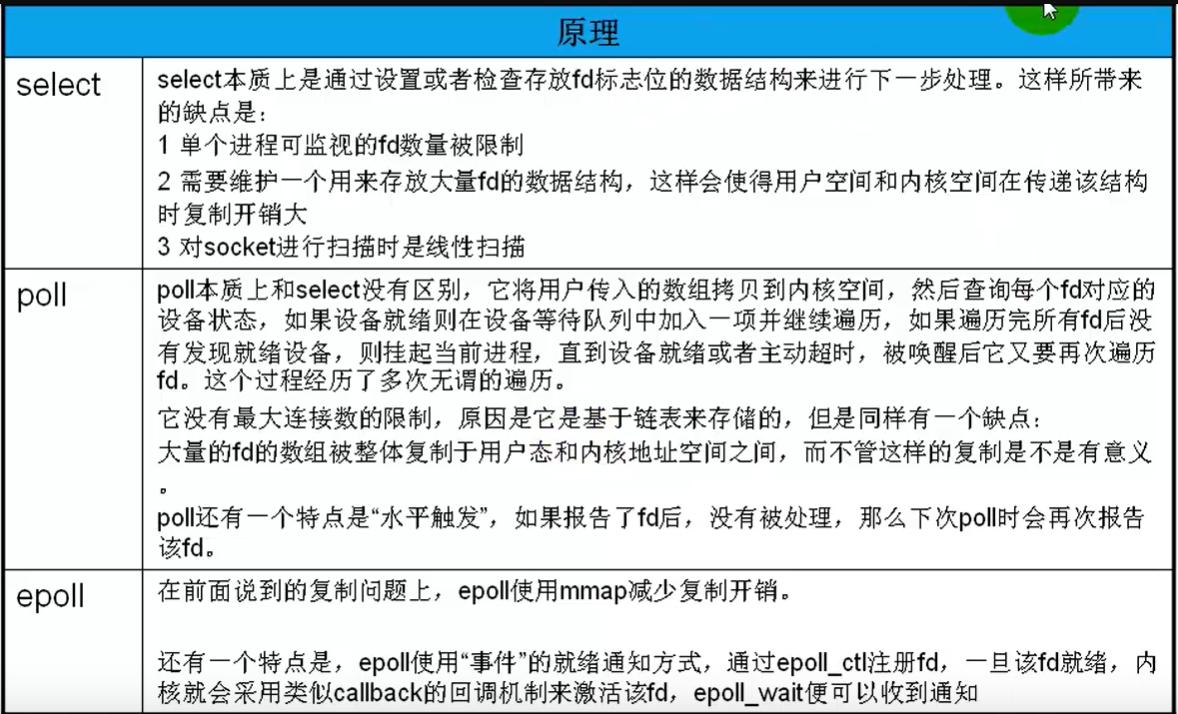 原理
select
select本质上是通过设置或者检查存放fd标志位的数据结构来进行下一步处理。这样所带来
的缺点是：
1 单个进程可监视的fd数量被限制
2 需要维护一个用来存放大量fd的数据结构，这样会使得用户空间和内核空间在传递该结构
时复制开销大
3 对socket进行扫描时是线性扫描
poll
poll本质上和select没有区别，它将用户传入的数组拷贝到内核空间，然后查询每个fd对应的
设备状态，如果设备就绪则在设备等待队列中加入一项并继续遍历，如果遍历完所有fd后没
有发现就绪设备，则挂起当前进程，直到设备就绪或者主动超时，被唤醒后它又要再次遍历
fd。这个过程经历了多次无谓的遍历。
它没有最大连接数的限制，原因是它是基于链表来存储的，但是同样有一个缺点：
大量的fd的数组被整体复制于用户态和内核地址空间之间，而不管这样的复制是不是有意义
。
poll还有一个特点是“水平触发”，如果报告了fd后，没有被处理，那么下次poll时会再次报告
该fd。
epoll
在前面说到的复制问题上，epoll使用mmap减少复制开销。
还有一个特点是，epoll使用“事件”的就绪通知方式，通过epoll_ctl注册fd，一旦该fd就绪，内
核就会采用类似callback的回调机制来激活该fd，epoll_wait便可以收到通知